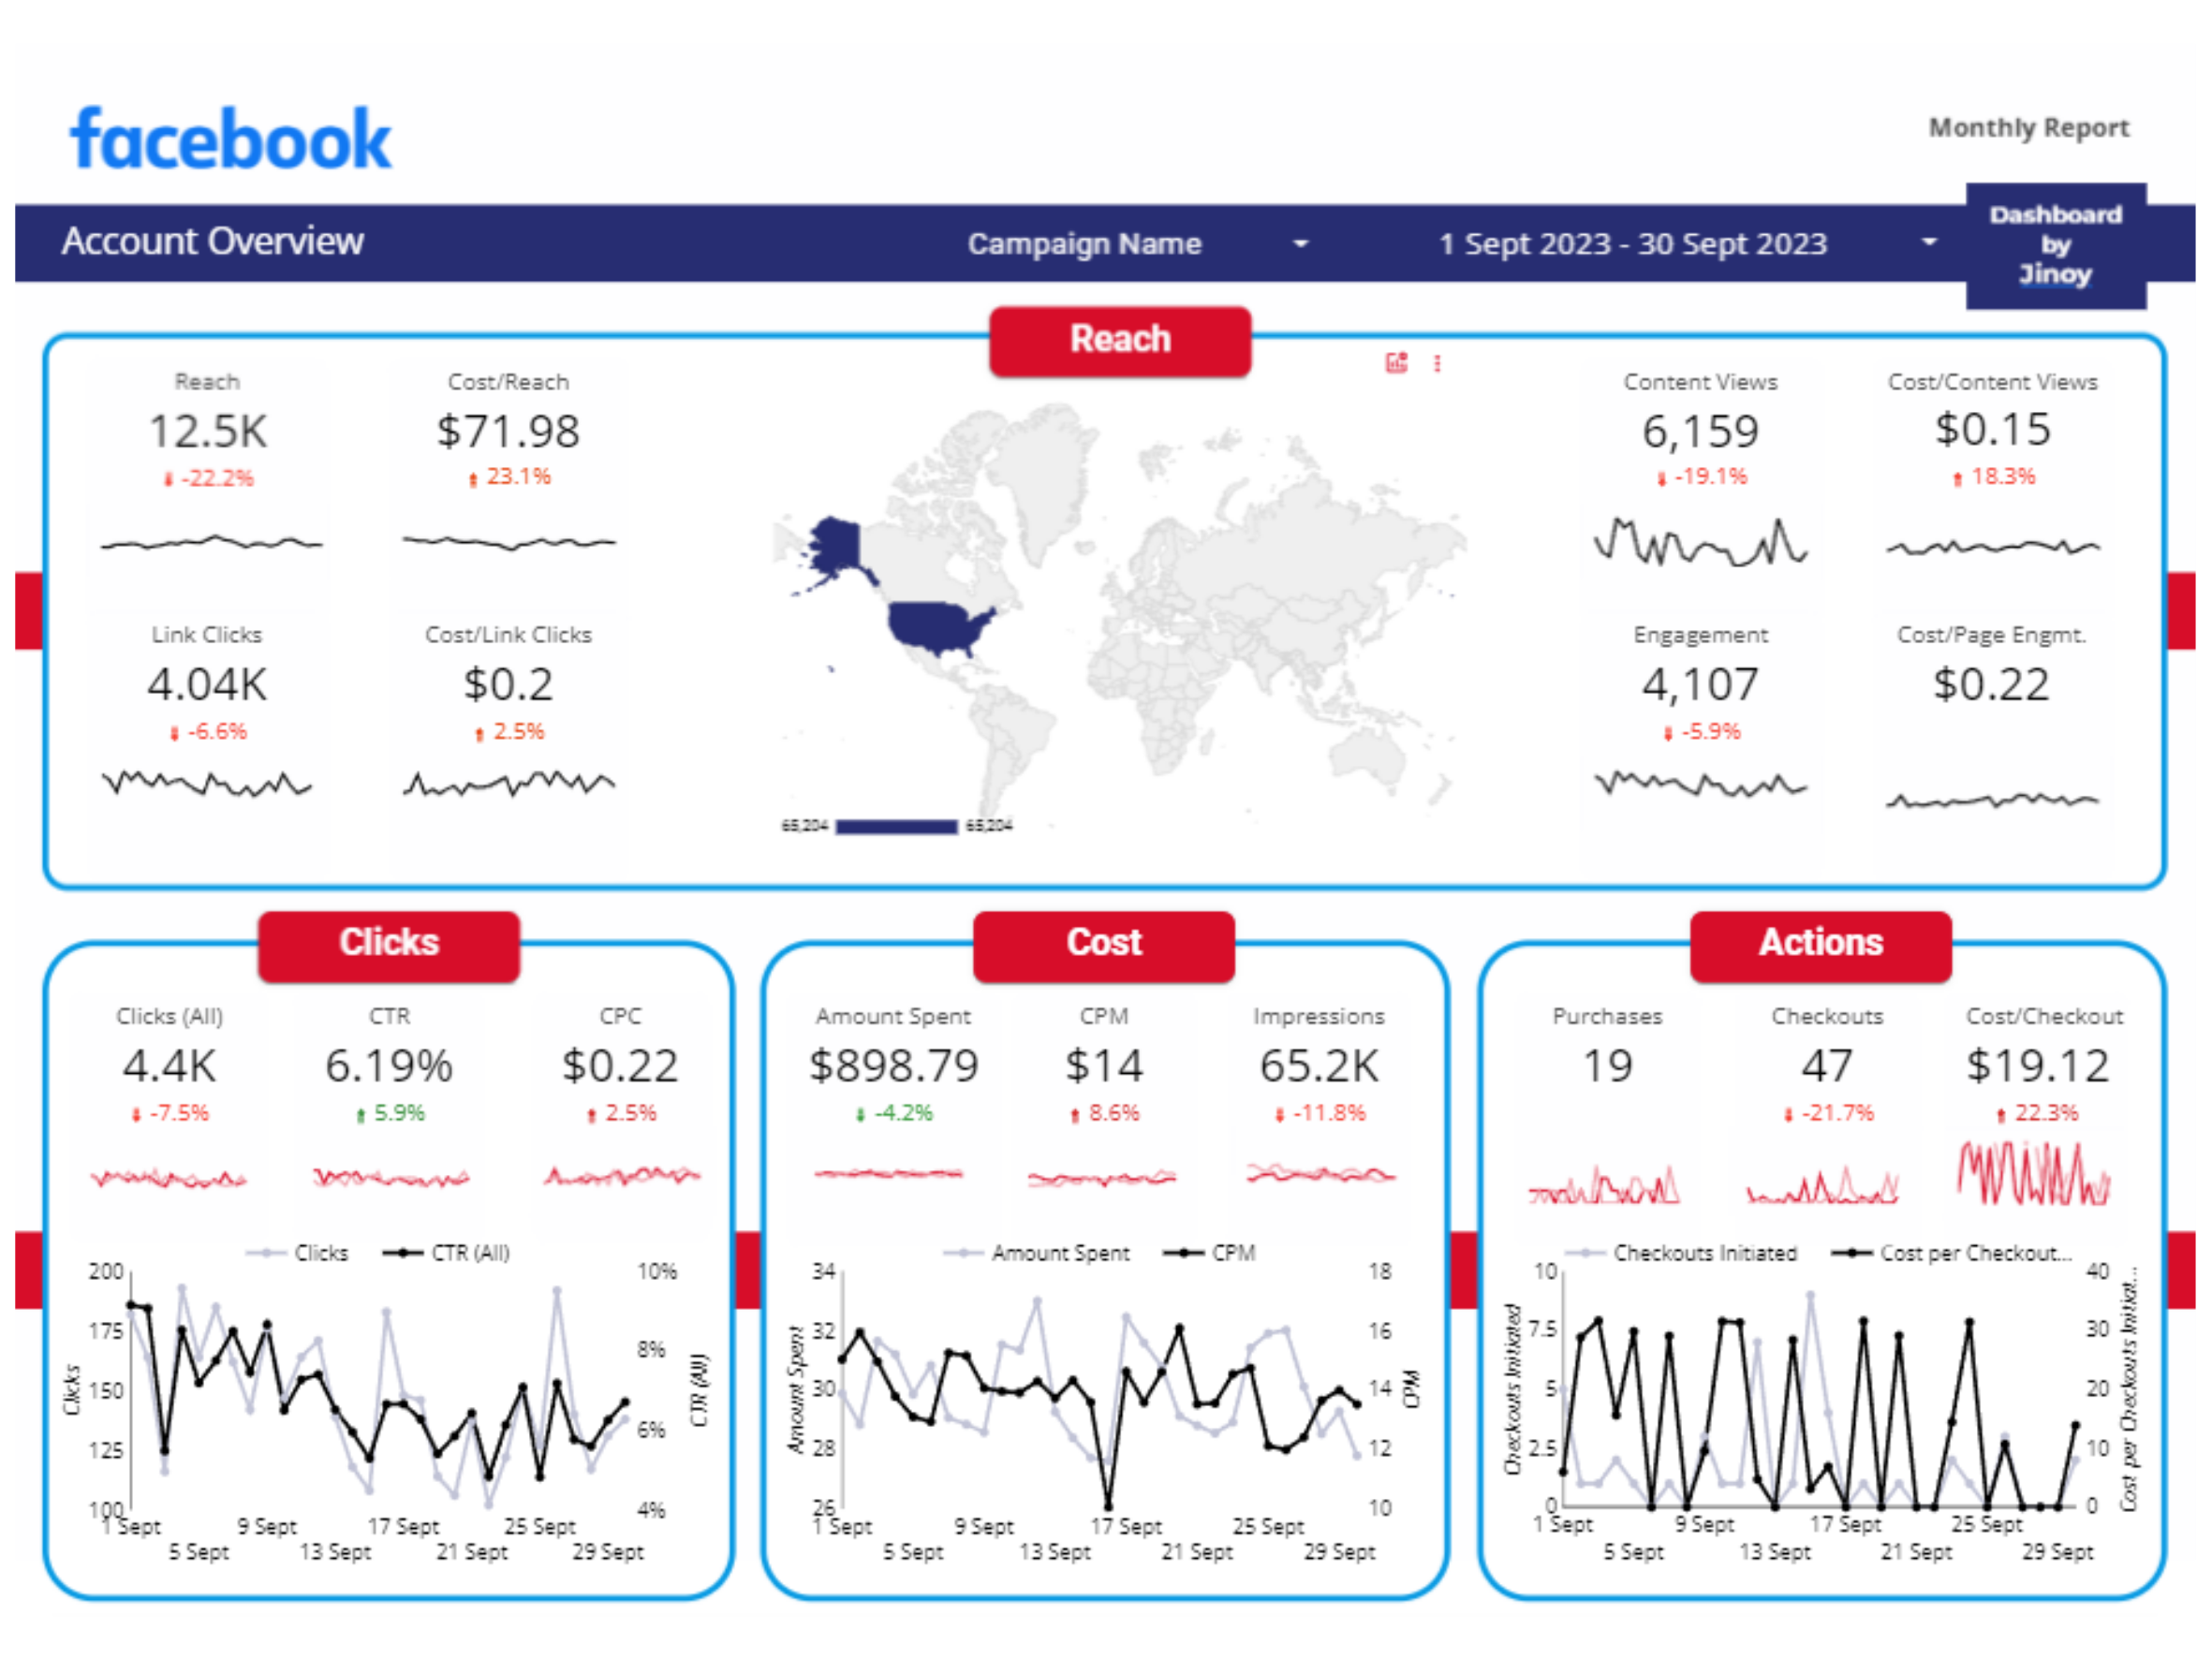 facebook
Monthly Report
Account Overview
Campaign Name
1 Sept 2023 - 30 Sept 2023
Dashboard
by
Jinoy
Reach
Reach
12.5K
-22.2%
Cost/Reach
$71.98
23.1%
Content Views
6,159
-19.1%
Cost/Content Views
$0.15
18.3%
Link Clicks
4.04K
-6.6%
Cost/Link Clicks
$0.2
2.5%
Engagement
4,107
-5.9%
Cost/Page Engmt.
$0.22
65,204
65,204
Clicks
Clicks (All)
4.4K
-7.5%
CTR
6.19%
5.9%
CPC
$0.22
2.5%
Clicks
CTR (All)
200
175
150
125
100
Clicks
10%
8%
6%
4%
CTR (All)
1 Sept
5 Sept
9 Sept
13 Sept
17 Sept
21 Sept
25 Sept
29 Sept
Cost
Amount Spent
$898.79
-4.2%
CPM
$14
8.6%
Impressions
65.2K
-11.8%
Amount Spent
CPM
34
32
30
28
26
Amount Spent
18
16
14
12
10
CPM
1 Sept
5 Sept
9 Sept
13 Sept
17 Sept
21 Sept
25 Sept
29 Sept
Actions
Purchases
19
Checkouts
47
-21.7%
Cost/Checkout
$19.12
22.3%
Checkouts Initiated
Cost per Checkout...
10
7.5
5
2.5
0
Checkouts Initiated
40
30
20
10
0
Cost per Checkouts Initiat...
1 Sept
5 Sept
9 Sept
13 Sept
17 Sept
21 Sept
25 Sept
29 Sept